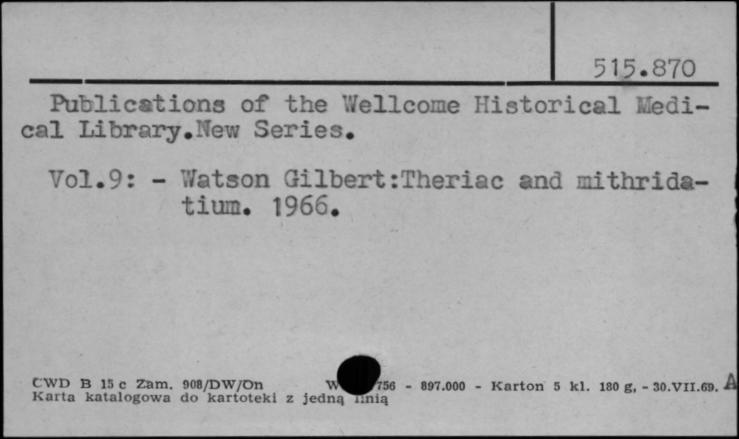 515.870
Publications of the Wellcome Historical Medi-
cal Library.New Series.
Vol.9: - Watson Gilbert:Theriac and mithrida-
tium. 1966.
CWD B 15 c Zam. 908/DW/On W 756 - 897.000 - Karton 5 kl. 180 g, - 30.VII.69. A
Karta katalogowa do kartoteki z jedną linią